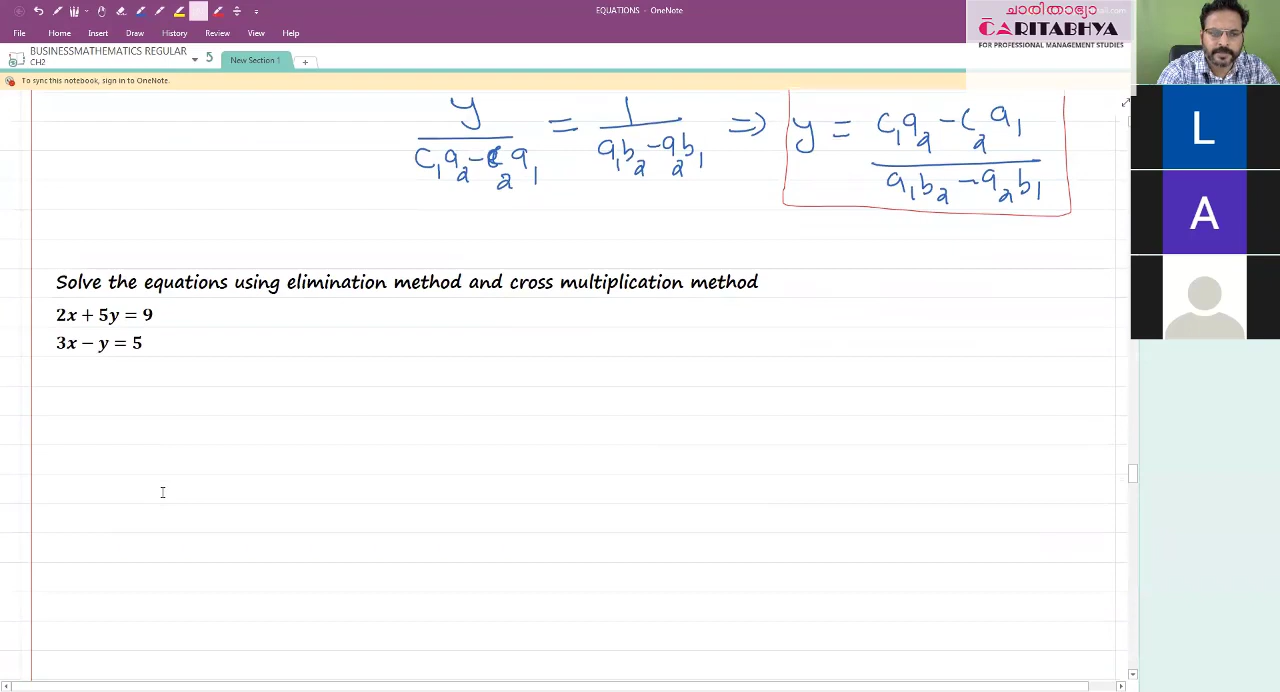 EQUATIONS - OneNote
ചാരിതാഭ്യാ
CARITABHYA
FOR PROFESSIONAL MANAGEMENT STUDIES
File Home Insert Draw History Review View Help
BUSINESSMATHEMATICS REGULAR
CH2
New Section 1
To sync this notebook, sign in to OneNote.
y / (c₁a₂ - c₂a₁) = 1 / (a₁b₂ - a₂b₁) ⇒ y = (c₁a₂ - c₂a₁) / (a₁b₂ - a₂b₁)
Solve the equations using elimination method and cross multiplication method
2x + 5y = 9
3x − y = 5
L
A